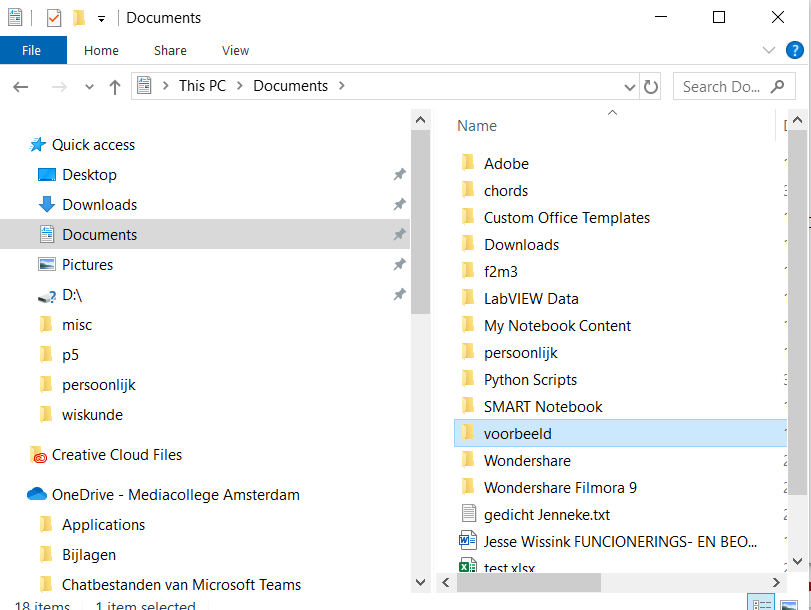 Documents
File Home Share View
This PC Documents Search Do...
Quick access
Desktop
Downloads
Documents
Pictures
D:\
misc
p5
persoonlijk
wiskunde
Creative Cloud Files
OneDrive - Mediacollege Amsterdam
Applications
Bijlagen
Chatbestanden van Microsoft Teams
Name
Adobe
chords
Custom Office Templates
Downloads
f2m3
LabVIEW Data
My Notebook Content
persoonlijk
Python Scripts
SMART Notebook
voorbeeld
Wondershare
Wondershare Filmora 9
gedicht Jenneke.txt
Jesse Wissink FUNCIONERINGS- EN BEO...
test.xlsx
18 items 1 item selected